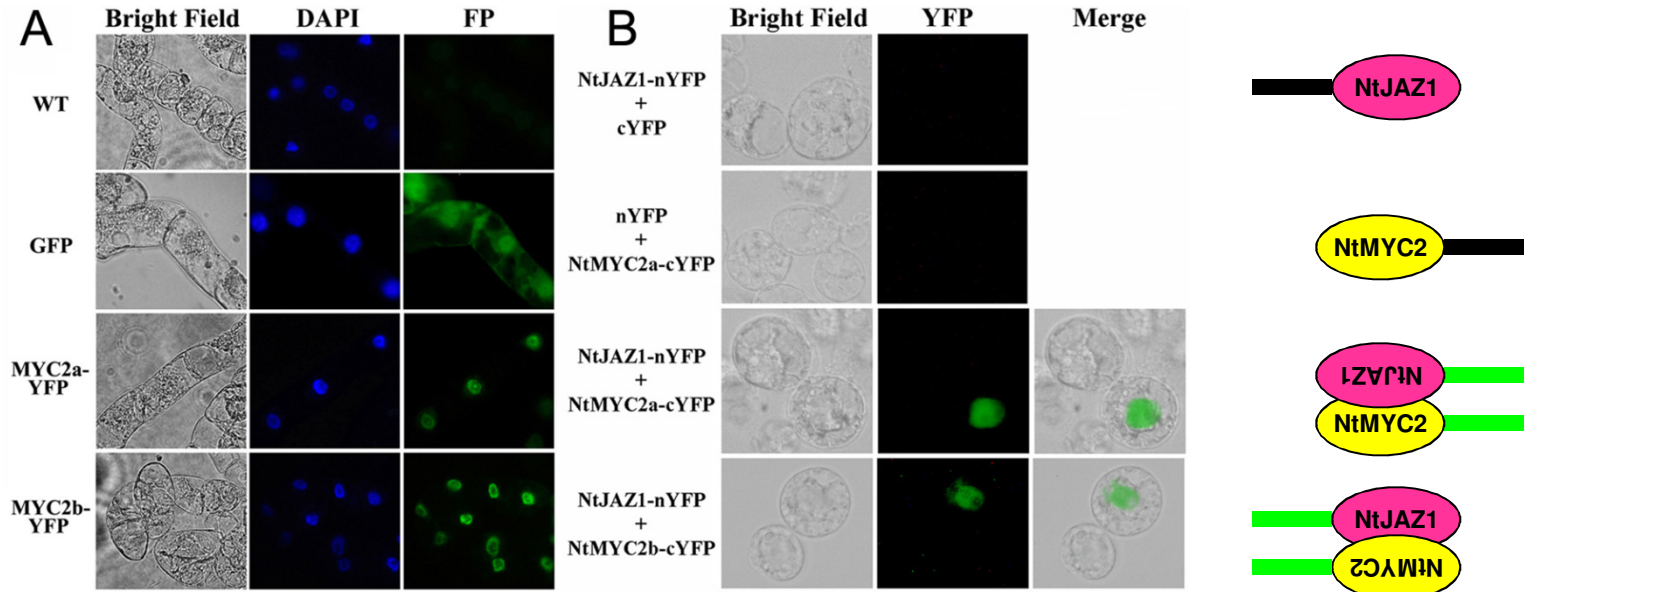 A
Bright Field DAPI FP
WT
GFP
MYC2a-
YFP
MYC2b-
YFP
B
Bright Field YFP Merge
NtJAZ1-nYFP
+
cYFP
nYFP
+
NtMYC2a-cYFP
NtJAZ1-nYFP
+
NtMYC2a-cYFP
NtJAZ1-nYFP
+
NtMYC2b-cYFP
NtJAZ1
NtMYC2
NtJAZ1
NtMYC2
NtJAZ1
NtMYC2